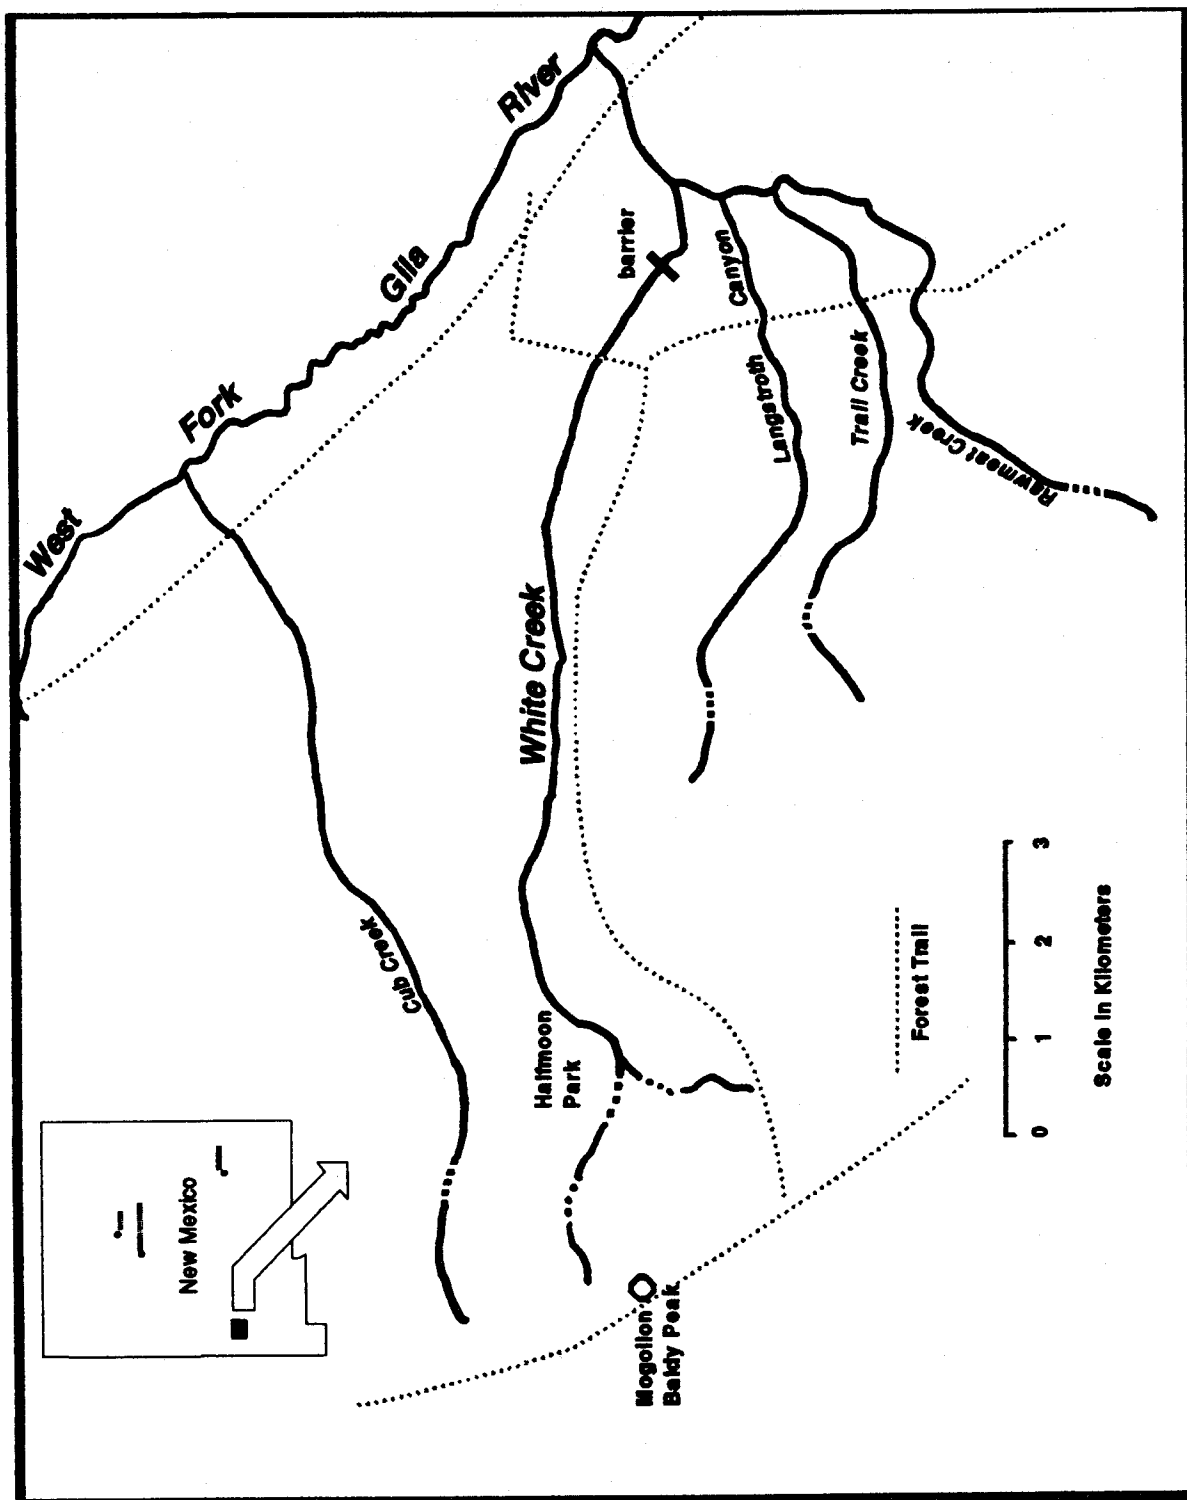 New Mexico
West Fork Gila River
Cub Creek
White Creek
barrier
Halfmoon
Park
Langstroth Canyon
Trail Creek
Rawmeat Creek
Mogollon
Baldy Peak
Forest Trail
0 1 2 3
Scale in Kilometers